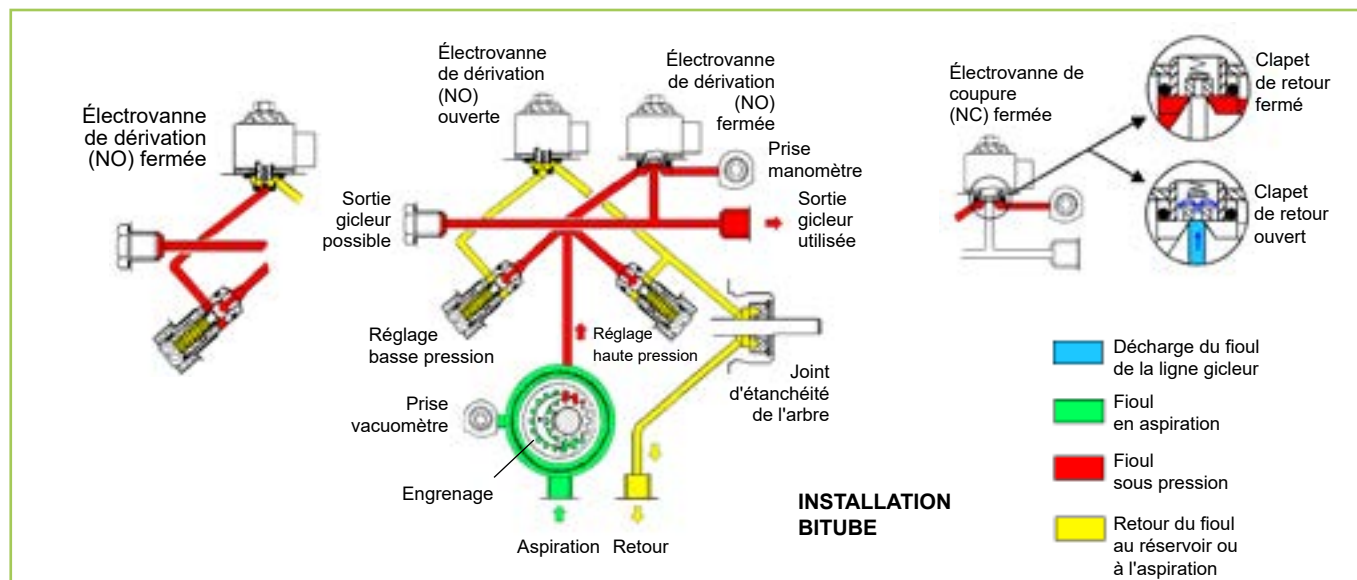 Électrovanne
de dérivation
(NO) fermée
Électrovanne
de dérivation
(NO)
ouverte
Électrovanne
de dérivation
(NO)
fermée
Prise
manomètre
Sortie
gicleur
possible
Sortie
gicleur
utilisée
Réglage
basse pression
Réglage
haute pression
Joint
d'étanchéité
de l'arbre
Prise
vacuomètre
Engrenage
Aspiration
Retour
INSTALLATION
BITUBE
Électrovanne de
coupure
(NC) fermée
Clapet
de retour
fermé
Clapet
de retour
ouvert
Décharge du fioul
de la ligne gicleur
Fioul
en aspiration
Fioul
sous pression
Retour du fioul
au réservoir ou
à l'aspiration